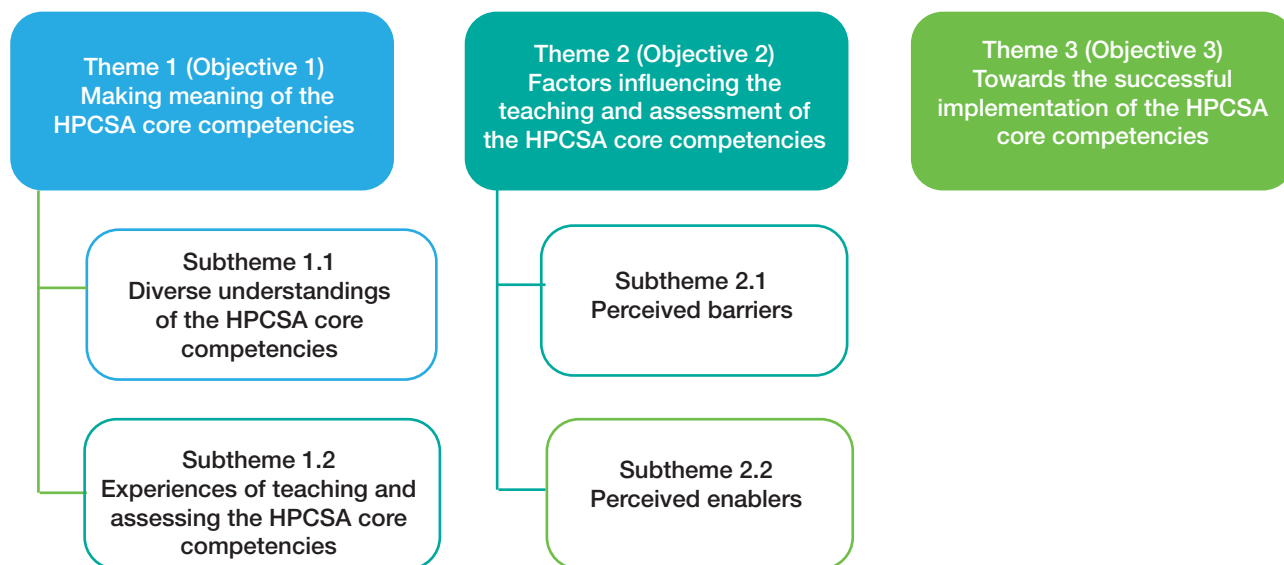 Theme 1 (Objective 1)
Making meaning of the
HPCSA core competencies
Subtheme 1.1
Diverse understandings
of the HPCSA core
competencies
Subtheme 1.2
Experiences of teaching and
assessing the HPCSA core
competencies
Theme 2 (Objective 2)
Factors influencing the
teaching and assessment of
the HPCSA core competencies
Subtheme 2.1
Perceived barriers
Subtheme 2.2
Perceived enablers
Theme 3 (Objective 3)
Towards the successful
implementation of the HPCSA
core competencies